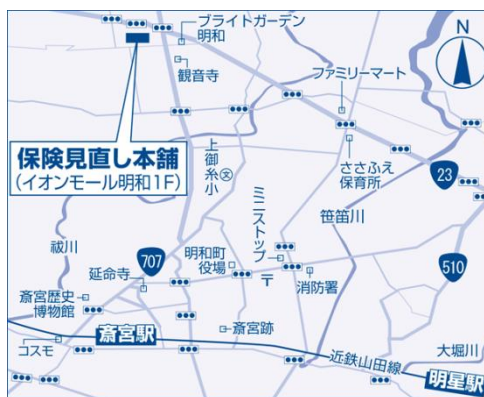 ブライトガーデン
明和
N
観音寺
ファミリーマート
保険見直し本舗
(イオンモール明和1F)
上御糸小
文
ささふえ
保育所
23
ミニストップ
笹笛川
祓川
707
延命寺
明和町
役場
〒
消防署
510
斎宮歴史
博物館
斎宮跡
斎宮駅
コスモ
近鉄山田線
大堀川
明星駅